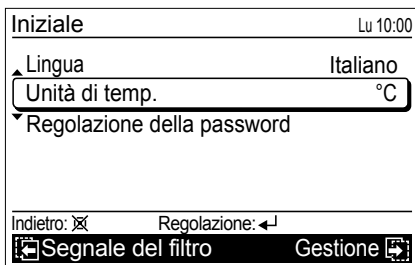 Iniziale Lu 10:00
Lingua Italiano
Unità di temp. °C
Regolazione della password
Indietro: Regolazione:
Segnale del filtro Gestione